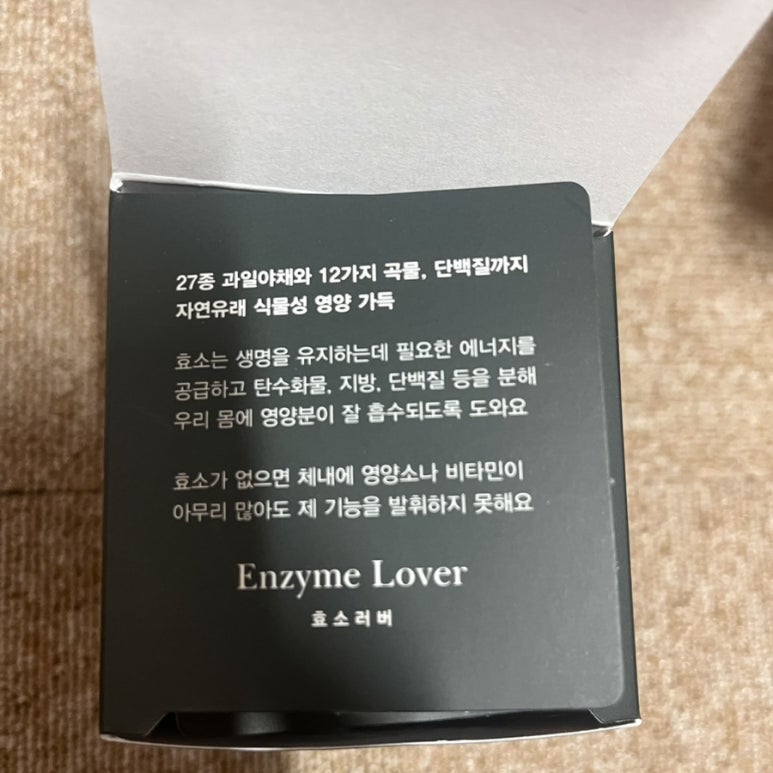 27종 과일야채와 12가지 곡물, 단백질까지
자연유래 식물성 영양 가득
효소는 생명을 유지하는데 필요한 에너지를
공급하고 탄수화물, 지방, 단백질 등을 분해
우리 몸에 영양분이 잘 흡수되도록 도와요
효소가 없으면 체내에 영양소나 비타민이
아무리 많아도 제 기능을 발휘하지 못해요
Enzyme Lover
효소러버